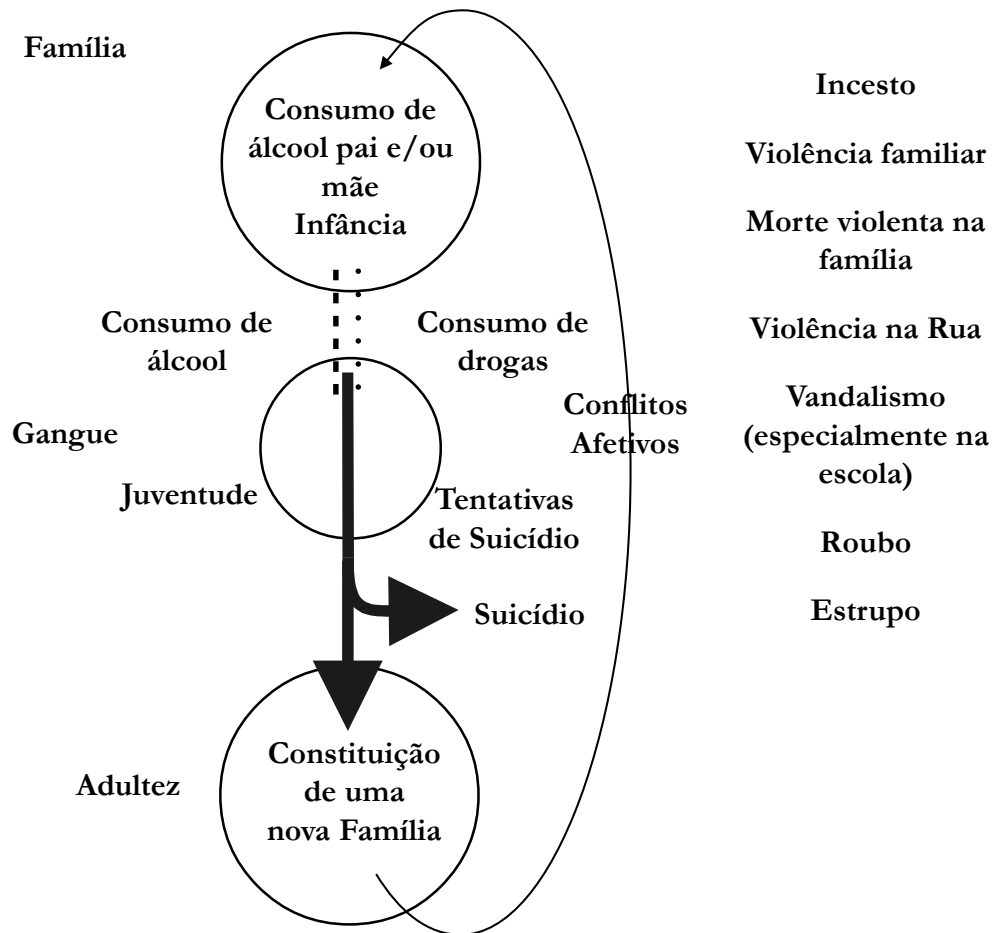 Família
Consumo de
álcool pai e/ou
mãe
Infância
Consumo de
álcool
Consumo de
drogas
Gangue
Juventude
Conflitos
Afetivos
Tentativas
de Suicídio
Suicídio
Adultez
Constituição
de uma
nova Família
Incesto
Violência familiar
Morte violenta na
família
Violência na Rua
Vandalismo
(especialmente na
escola)
Roubo
Estrupo